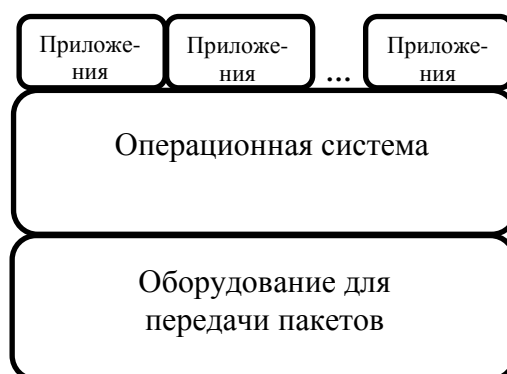 Приложе-
ния
Приложе-
ния
...
Приложе-
ния
Операционная система
Оборудование для
передачи пакетов